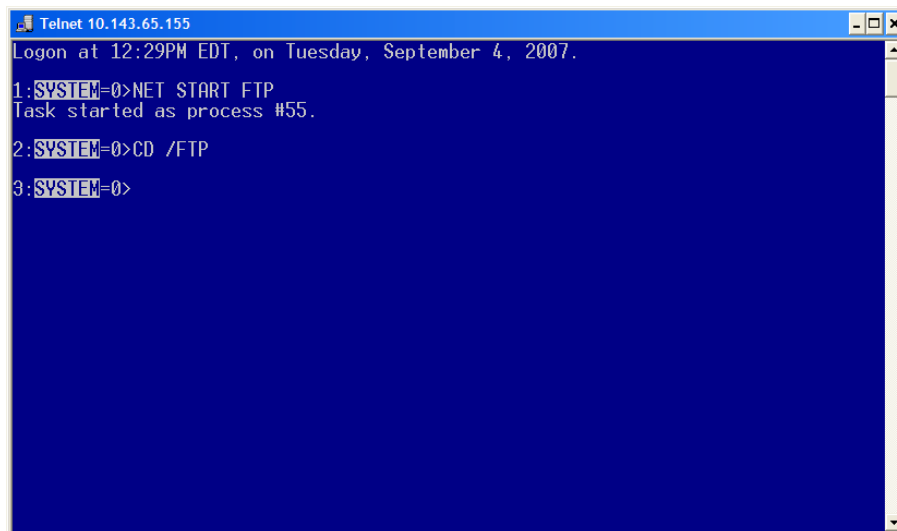 Telnet 10.143.65.155
Logon at 12:29PM EDT, on Tuesday, September 4, 2007.
1:SYSTEM=0>NET START FTP
Task started as process #55.
2:SYSTEM=0>CD /FTP
3:SYSTEM=0>